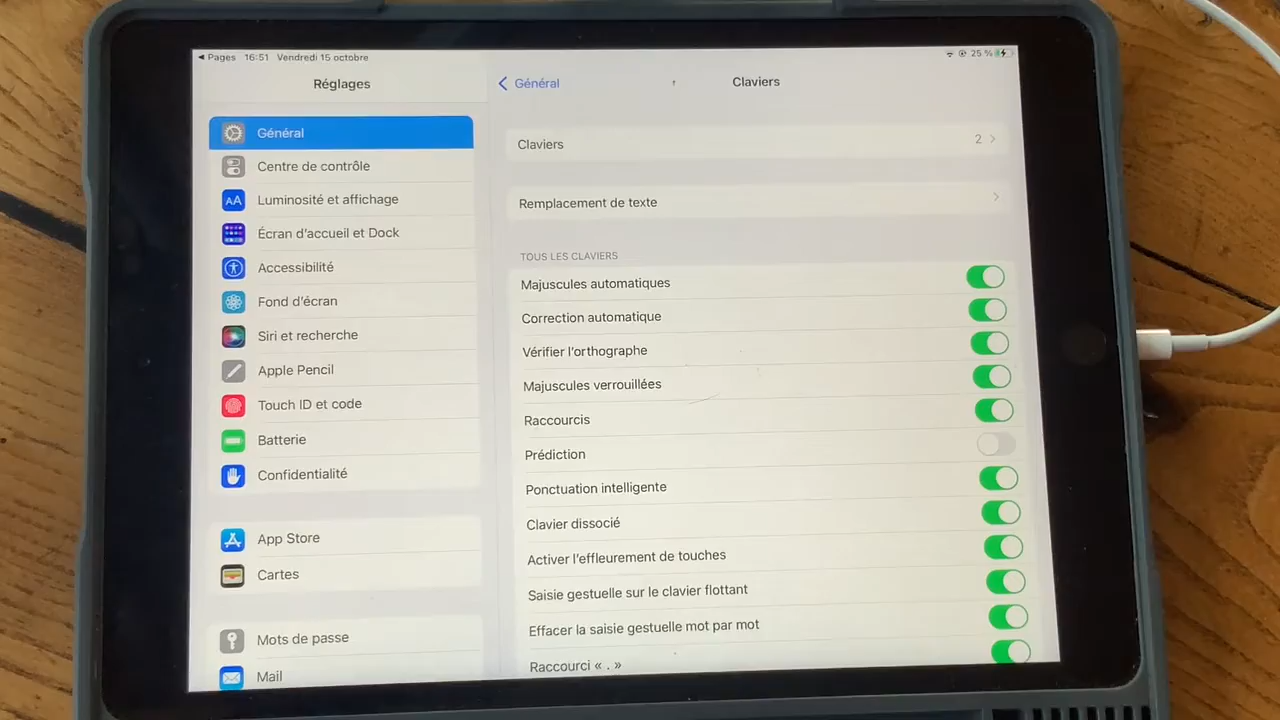 ◀ Pages 16:51 Vendredi 15 octobre 25 %
Réglages
Général
Centre de contrôle
AA Luminosité et affichage
Écran d'accueil et Dock
Accessibilité
Fond d'écran
Siri et recherche
Apple Pencil
Touch ID et code
Batterie
Confidentialité
App Store
Cartes
Mots de passe
Mail
Général Claviers
Claviers 2
Remplacement de texte
TOUS LES CLAVIERS
Majuscules automatiques
Correction automatique
Vérifier l'orthographe
Majuscules verrouillées
Raccourcis
Prédiction
Ponctuation intelligente
Clavier dissocié
Activer l'effleurement de touches
Saisie gestuelle sur le clavier flottant
Effacer la saisie gestuelle mot par mot
Raccourci « . »